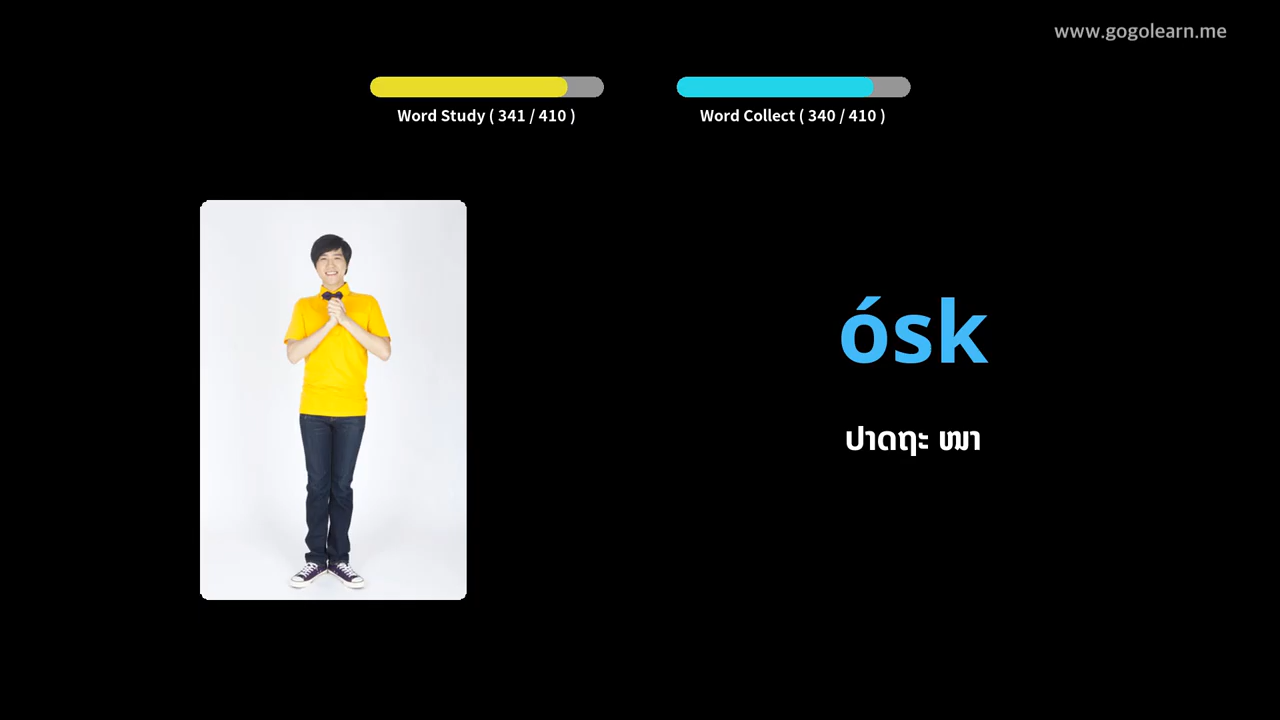 www.gogolearn.me
Word Study ( 341 / 410 )
Word Collect ( 340 / 410 )
ósk
ປາດຖະ ໜາ